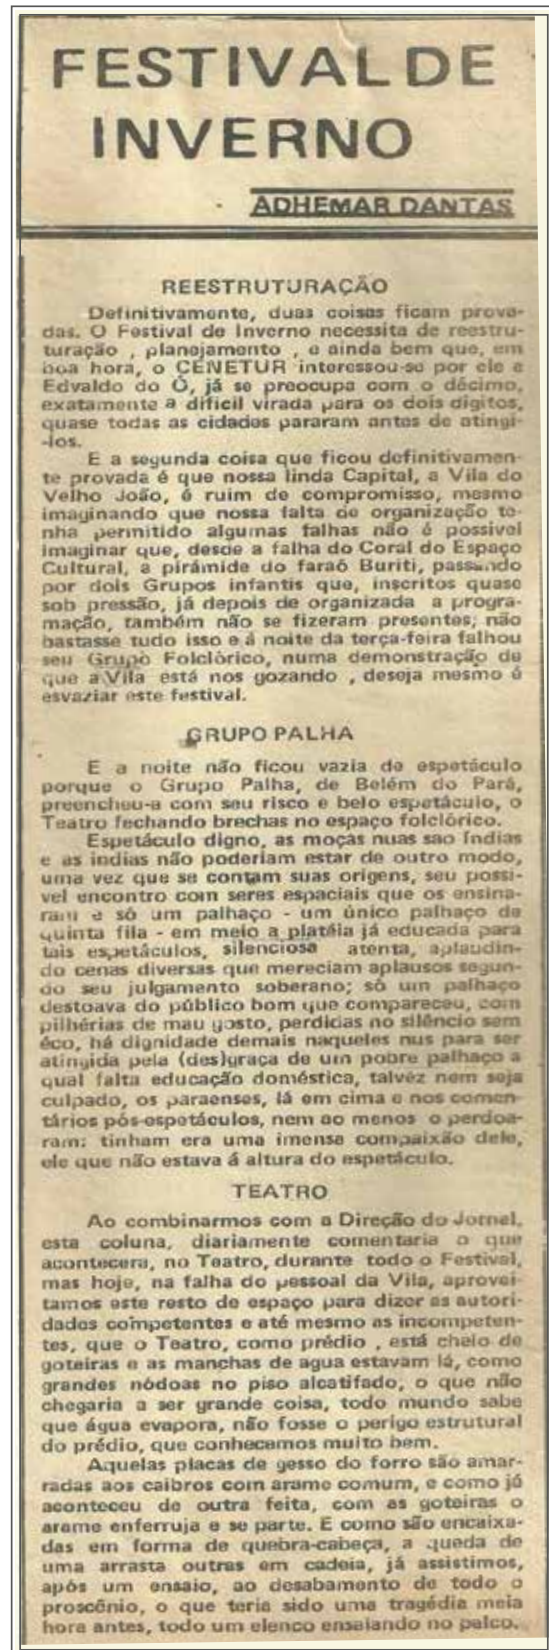 FESTIVAL DE
INVERNO
ADHEMAR DANTAS
REESTRUTURAÇÃO
Definitivamente, duas coisas ficam prova-
das. O Festival de Inverno necessita de reestru-
turação , planejamento , e ainda bem que, em
boa hora, o CENETUR interessou-se por ele e
Edvaldo do Ó, já se preocupa com o décimo,
exatamente a dificil virada para os dois dígitos,
quase todas as cidades pararam antes de atingi-
-los.
E a segunda coisa que ficou definitivamen-
te provada é que nossa linda Capital, a Vila do
Velho João, é ruim de compromisso, mesmo
imaginando que nossa falta de organização te-
nha permitido algumas falhas não é possivel
imaginar que, desde a falha do Coral do Espaço
Cultural, a pirámide do faraó Buriti, passando
por dois Grupos infantis que, inscritos quase
sob pressão, já depois de organizada a progra-
mação, também não se fizeram presentes; não
bastasse tudo isso e á noite da terça-feira falhou
seu Grupo Folclórico, numa demonstração de
que a Vila está nos gozando , deseja mesmo é
esvaziar este festival.
GRUPO PALHA
E a noite não ficou vazia de espetáculo
porque o Grupo Palha, de Belém do Pará,
preencheu-a com seu risco e belo espetáculo, o
Teatro fechando brechas no espaço folclórico.
Espetáculo digno, as moças nuas sao Índias
e as indias não poderiam estar de outro modo,
uma vez que se contam suas origens, seu possi-
vel encontro com seres espaciais que os ensina-
ram e só um palhaço - um único palhaço de
quinta fila - em meio a platéia já educada para
tais espetáculos, silenciosa atenta, aplaudin-
do cenas diversas que mereciam aplausos segun-
do seu julgamento soberano; só um palhaço
destoava do público bom que compareceu, com
pilhérias de mau gosto, perdidas no silêncio sem
éco, há dignidade demais naqueles nus para ser
atingida pela (des)graça de um pobre palhaço a
qual falta educação doméstica, talvéz nem seja
culpado, os paraenses, lá em cima e nos comen-
tários pós-espetáculos, nem ao menos o perdoa-
ram: tinham era uma imensa compaixão dele,
ele que não estava á altura do espetáculo.
TEATRO
Ao combinarmos com a Direção do Jornal,
esta coluna, diariamente comentaria o que
acontecera, no Teatro, durante todo o Festival,
mas hoje, na falha do pessoal da Vila, aprovei-
tamos este resto de espaço para dizer as autori-
dades competentes e até mesmo as incompeten-
tes, que o Teatro, como prédio , está cheio de
goteiras e as manchas de agua estavam lá, como
grandes nódoas no piso alcatifado, o que não
chegaria a ser grande coisa, todo mundo sabe
que água evapora, não fosse o perigo estrutural
do prédio, que conhecemos muito bem.
Aquelas placas de gesso do forro são amar-
radas aos caibros com arame comum, e como já
aconteceu de outra feita, com as goteiras o
arame enferruja e se parte. E como são encaixa-
das em forma de quebra-cabeça, a queda de
uma arrasta outras em cadeia, já assistimos,
após um ensaio, ao desabamento de todo o
proscênio, o que teria sido uma tragédia meia
hora antes, todo um elenco ensaiando no palco.